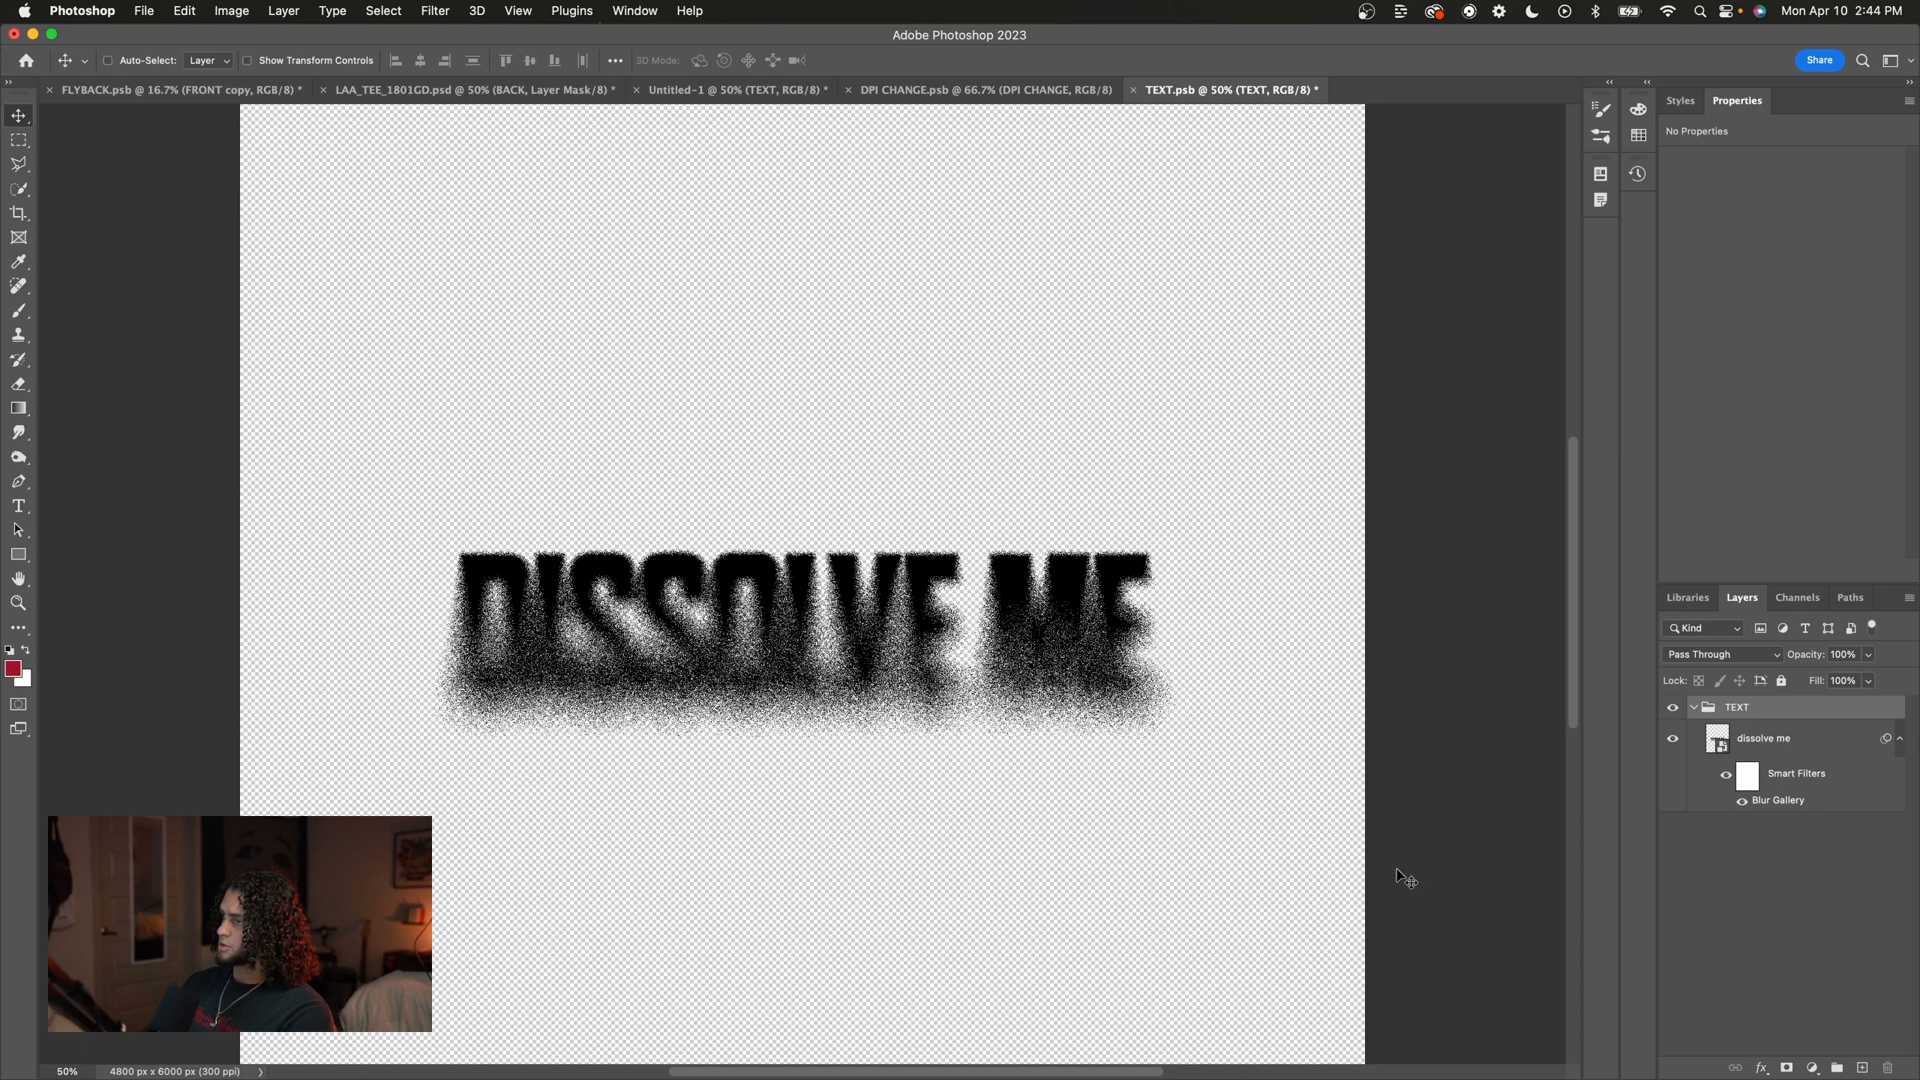 Photoshop File Edit Image Layer Type Select Filter 3D View Plugins Window Help Mon Apr 10 2:44 PM
Adobe Photoshop 2023
Auto-Select: Layer Show Transform Controls 3D Mode: Share
FLYBACK.psb @ 16.7% (FRONT copy, RGB/8) * LAA_TEE_1801GD.psd @ 50% (BACK, Layer Mask/8) * Untitled-1 @ 50% (TEXT, RGB/8) * DPI CHANGE.psb @ 66.7% (DPI CHANGE, RGB/8) TEXT.psb @ 50% (TEXT, RGB/8) *
Styles Properties
No Properties
DISSOLVE ME
Libraries Layers Channels Paths
Kind
Pass Through Opacity: 100%
Lock: Fill: 100%
TEXT
dissolve me
Smart Filters
Blur Gallery
50% 4800 px x 6000 px (300 ppi)